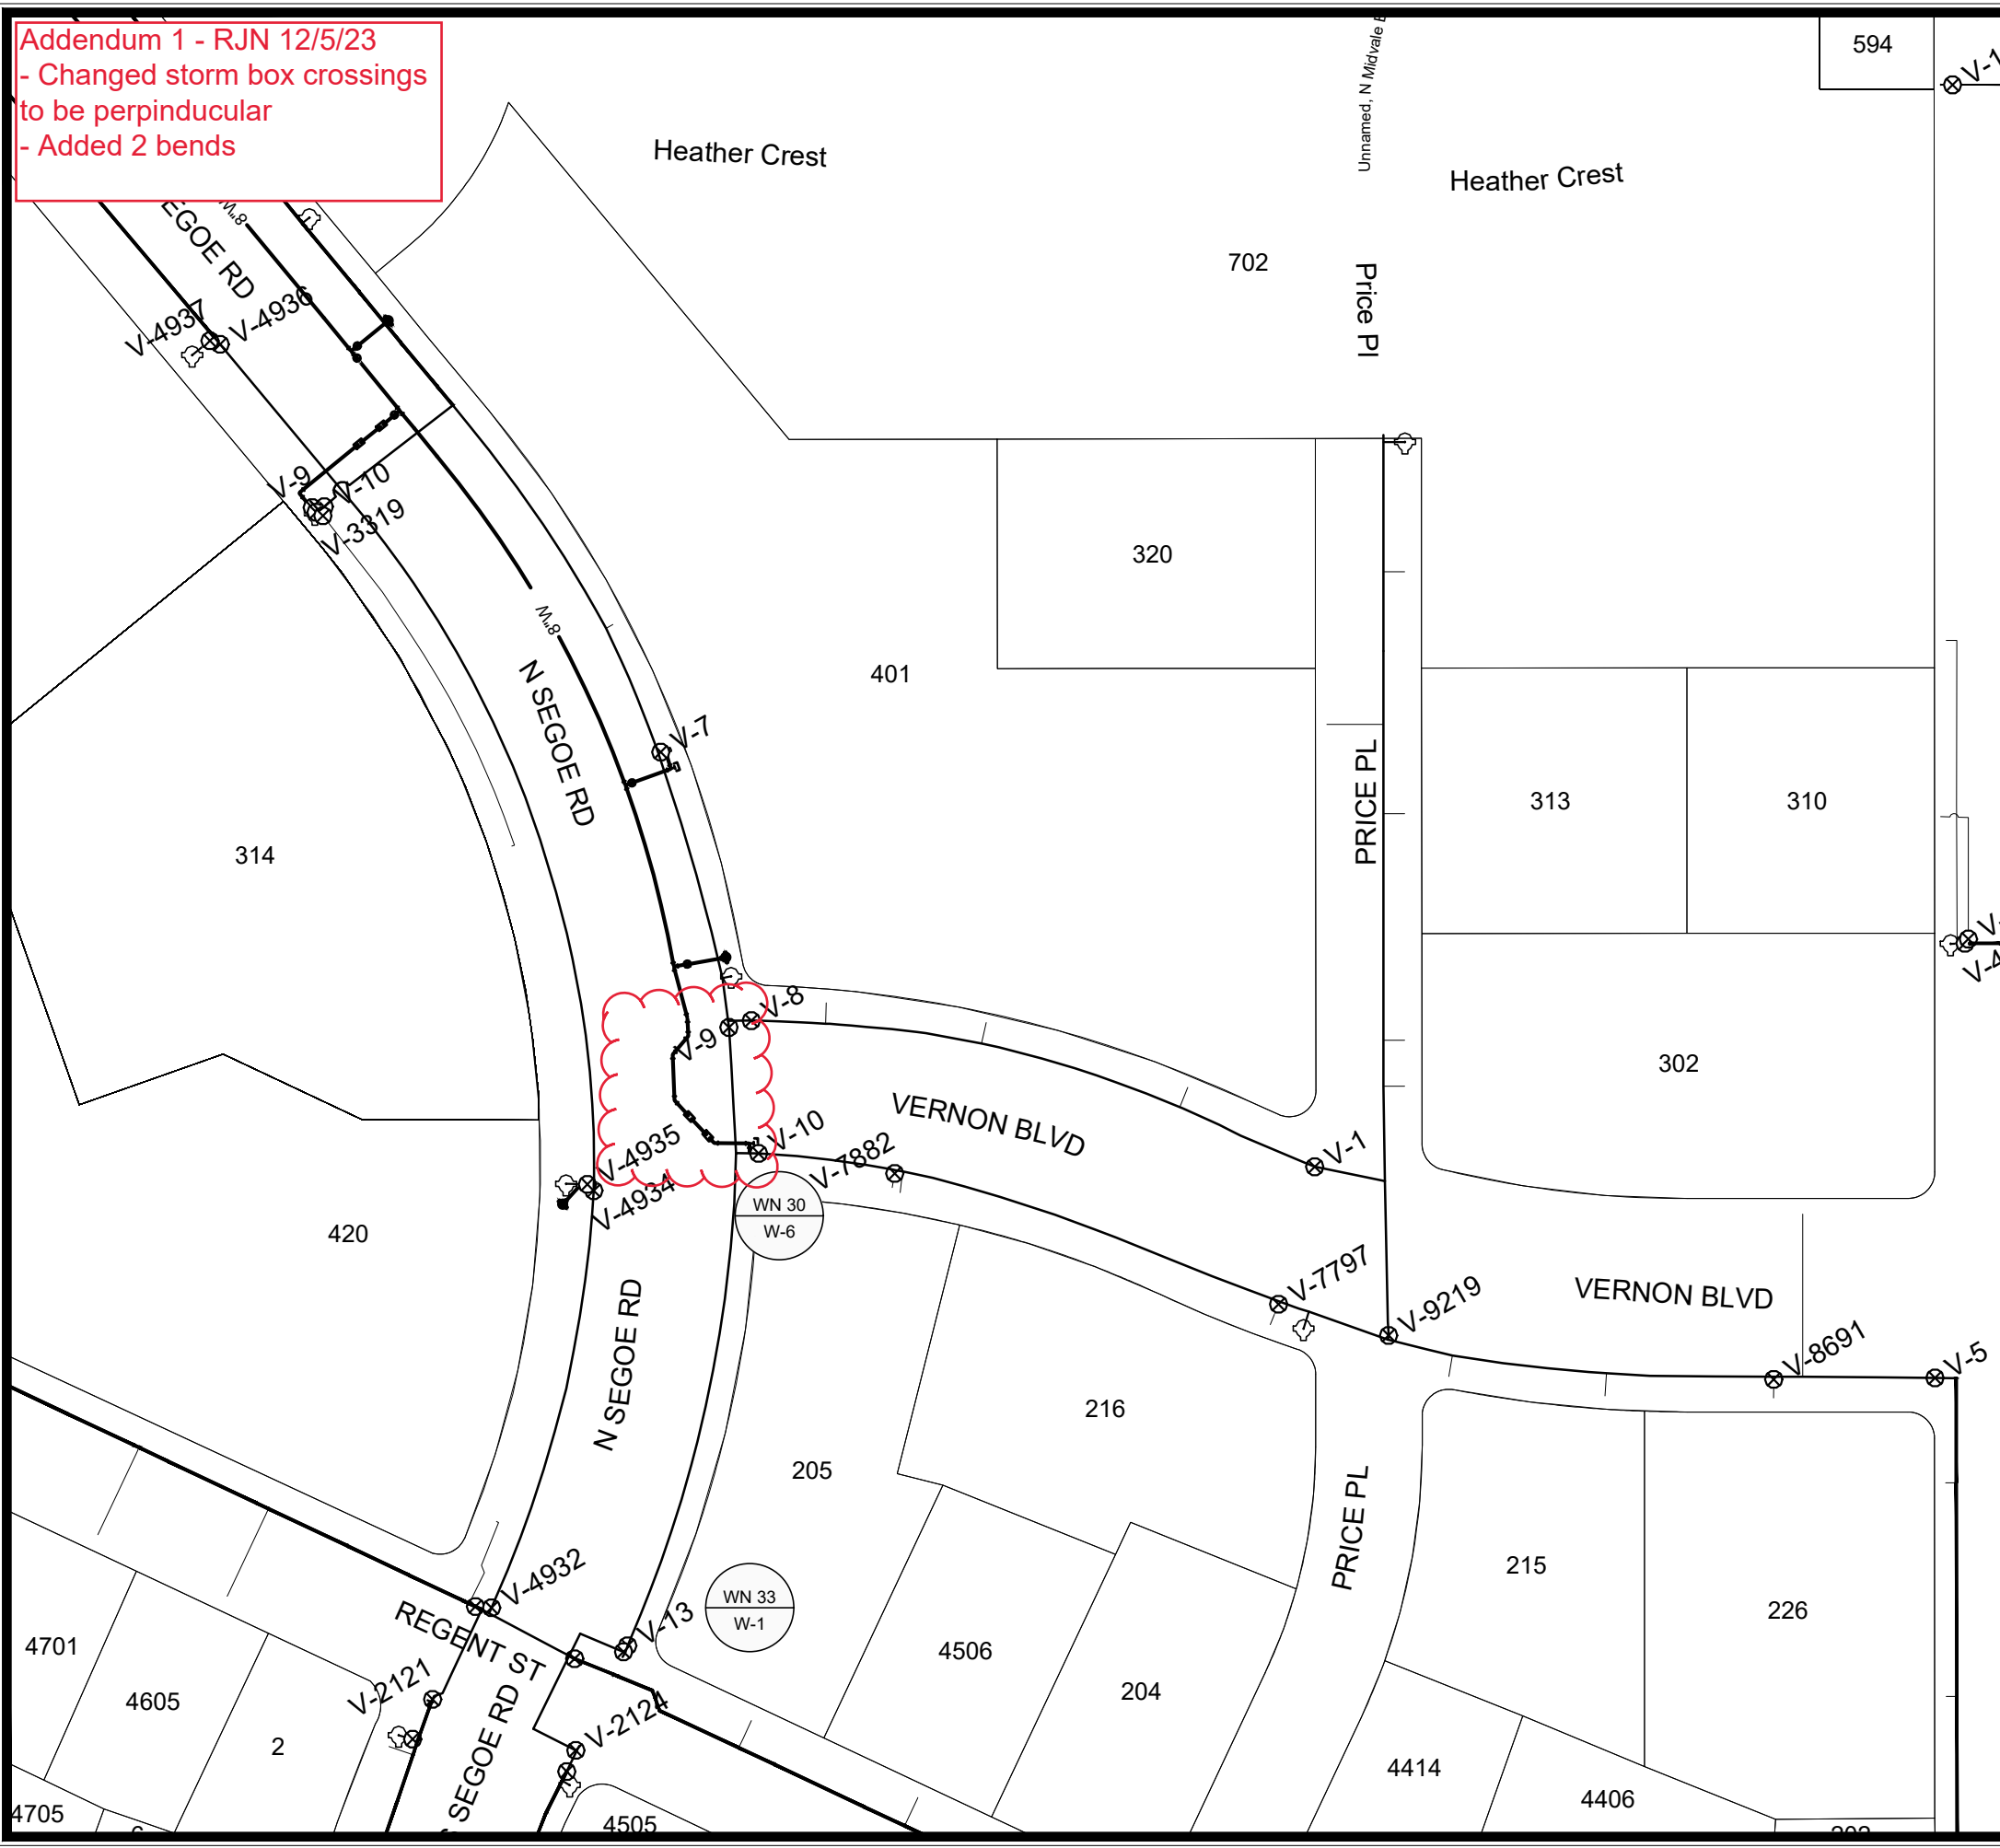 Addendum 1 - RJN 12/5/23
- Changed storm box crossings
to be perpinducular
- Added 2 bends
594
V-1
Unnamed, N Midvale
Heather Crest
Heather Crest
8"W
EGOE RD
702
Price Pl
V-4937
V-4936
V-9
V-10
V-3319
320
8"W
N SEGOE RD
401
V-7
PRICE PL
313
310
314
V-8
V-9
302
VERNON BLVD
V-10
V-4935
V-7882
V-1
V-4934
WN 30
W-6
420
V-7797
V-9219
VERNON BLVD
V-8691
V-5
N SEGOE RD
216
205
PRICE PL
215
226
V-4932
WN 33
W-1
V-13
REGENT ST
4701
4605
2
V-2121
4506
204
V-2124
SEGOE RD
4414
4406
4705
4505